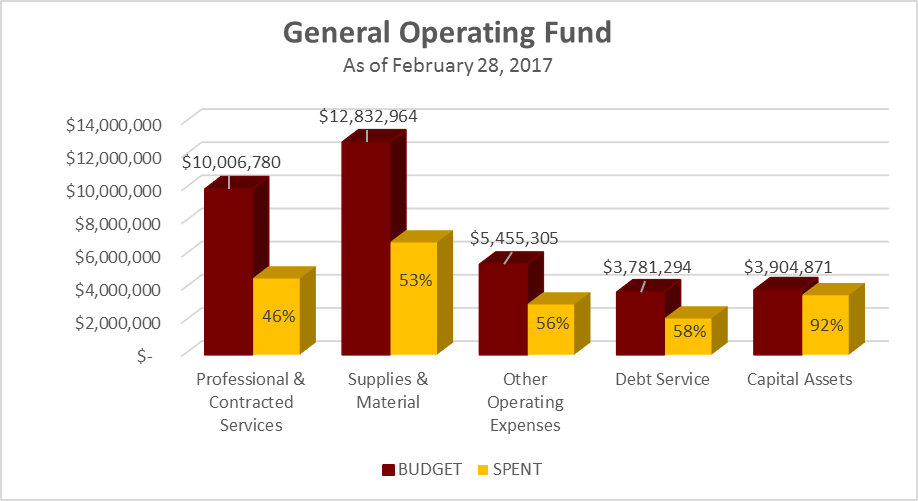 General Operating Fund
As of February 28, 2017
$14,000,000
$12,000,000
$10,000,000
$8,000,000
$6,000,000
$4,000,000
$2,000,000
$-
$10,006,780
$12,832,964
$5,455,305
$3,781,294
$3,904,871
46%
53%
56%
58%
92%
Professional &
Contracted
Services
Supplies &
Material
Other
Operating
Expenses
Debt Service
Capital Assets
BUDGET
SPENT